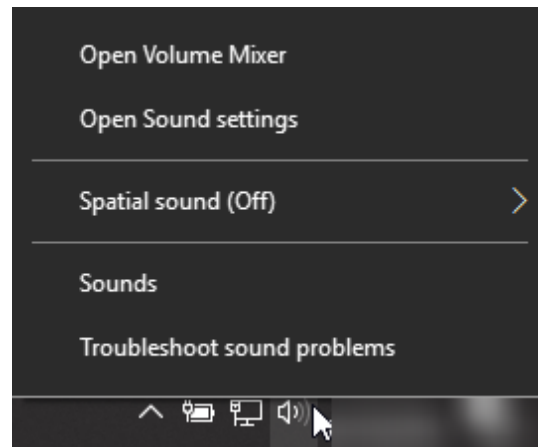 Open Volume Mixer
Open Sound settings
Spatial sound (Off)
Sounds
Troubleshoot sound problems